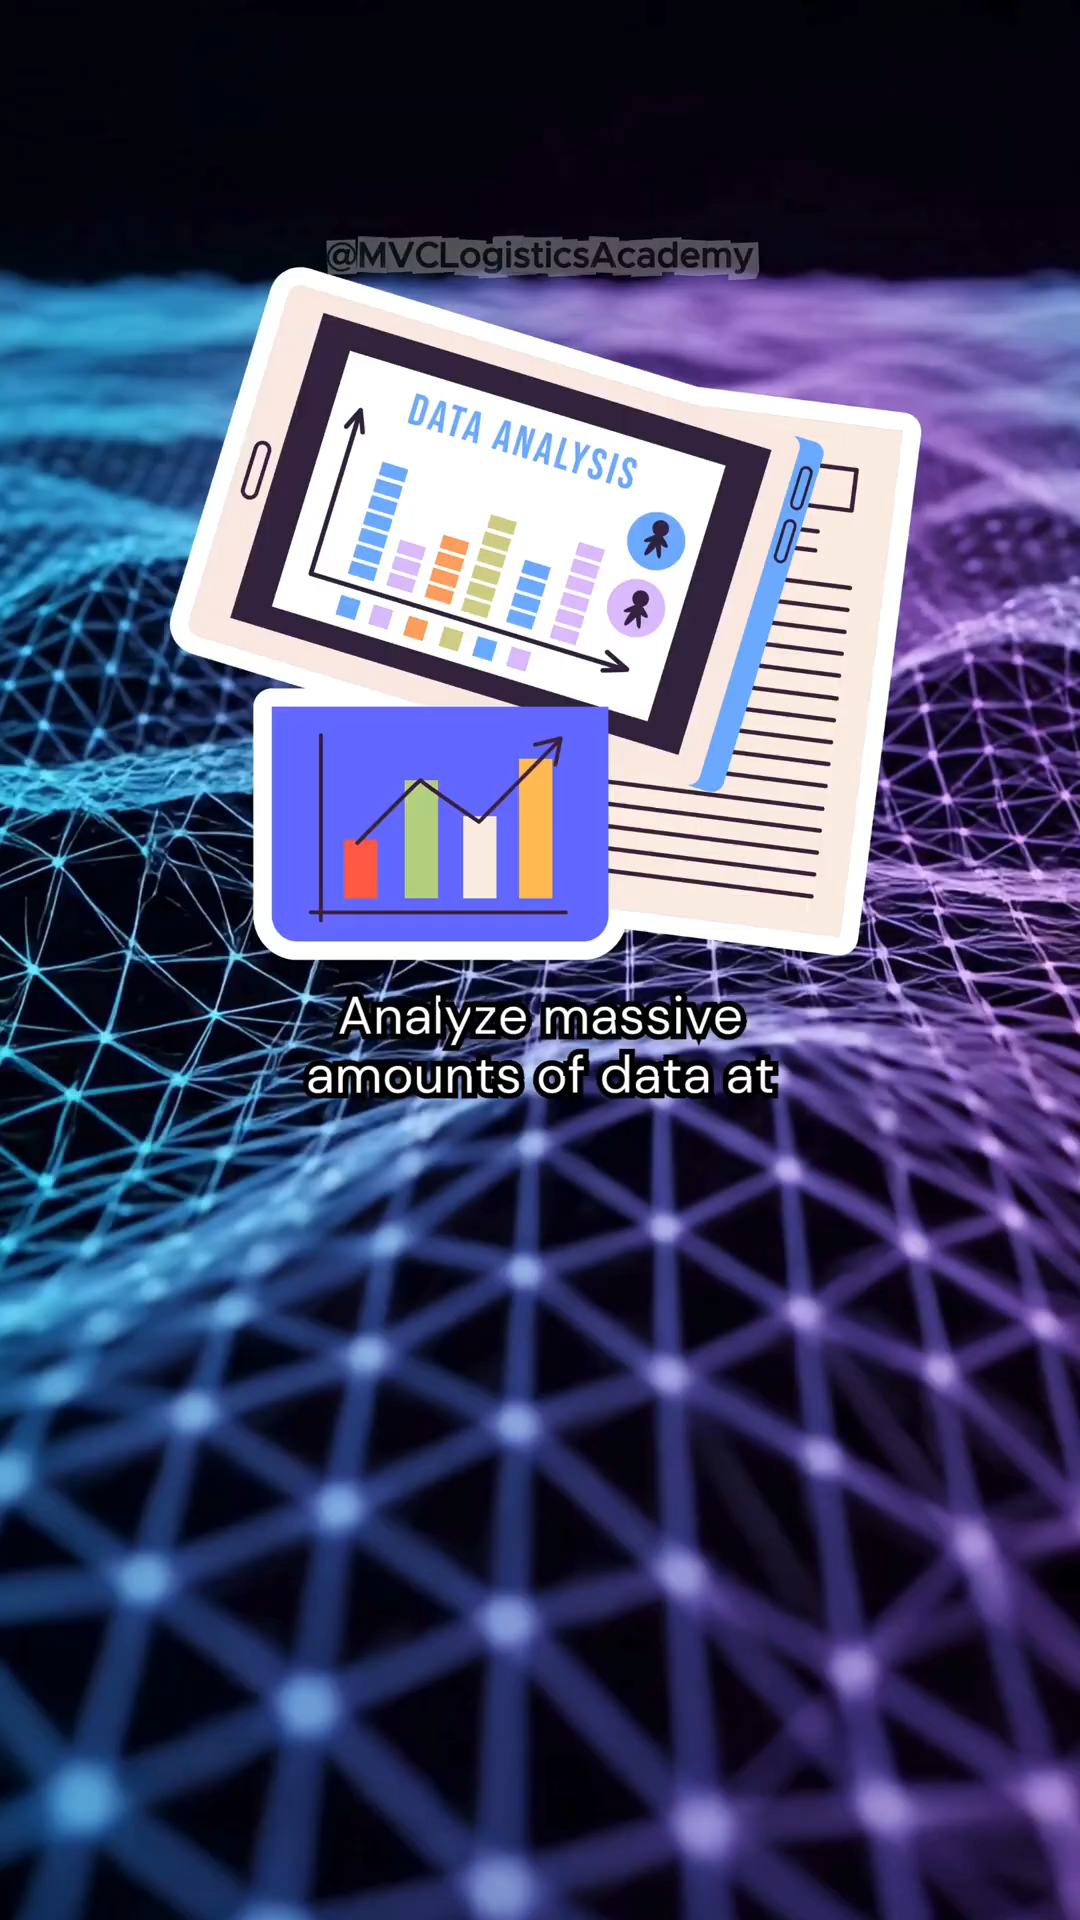 @MVCLogisticsAcademy
DATA ANALYSIS
Analyze massive
amounts of data at